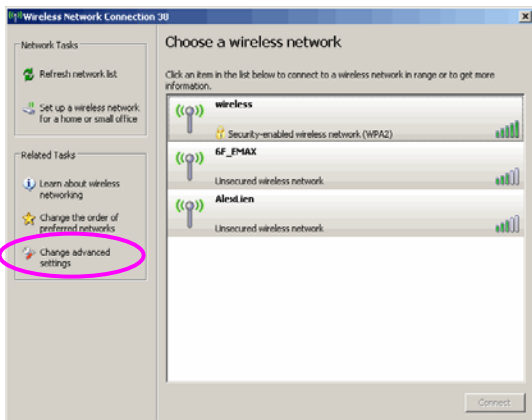 Wireless Network Connection 30
Network Tasks
Refresh network list
Set up a wireless network
for a home or small office
Related Tasks
Learn about wireless
networking
Change the order of
preferred networks
Change advanced
settings
Choose a wireless network
Click an item in the list below to connect to a wireless network in range or to get more
information.
wireless
Security-enabled wireless network (WPA2)
6F_EMAX
Unsecured wireless network
AlexLien
Unsecured wireless network
Connect